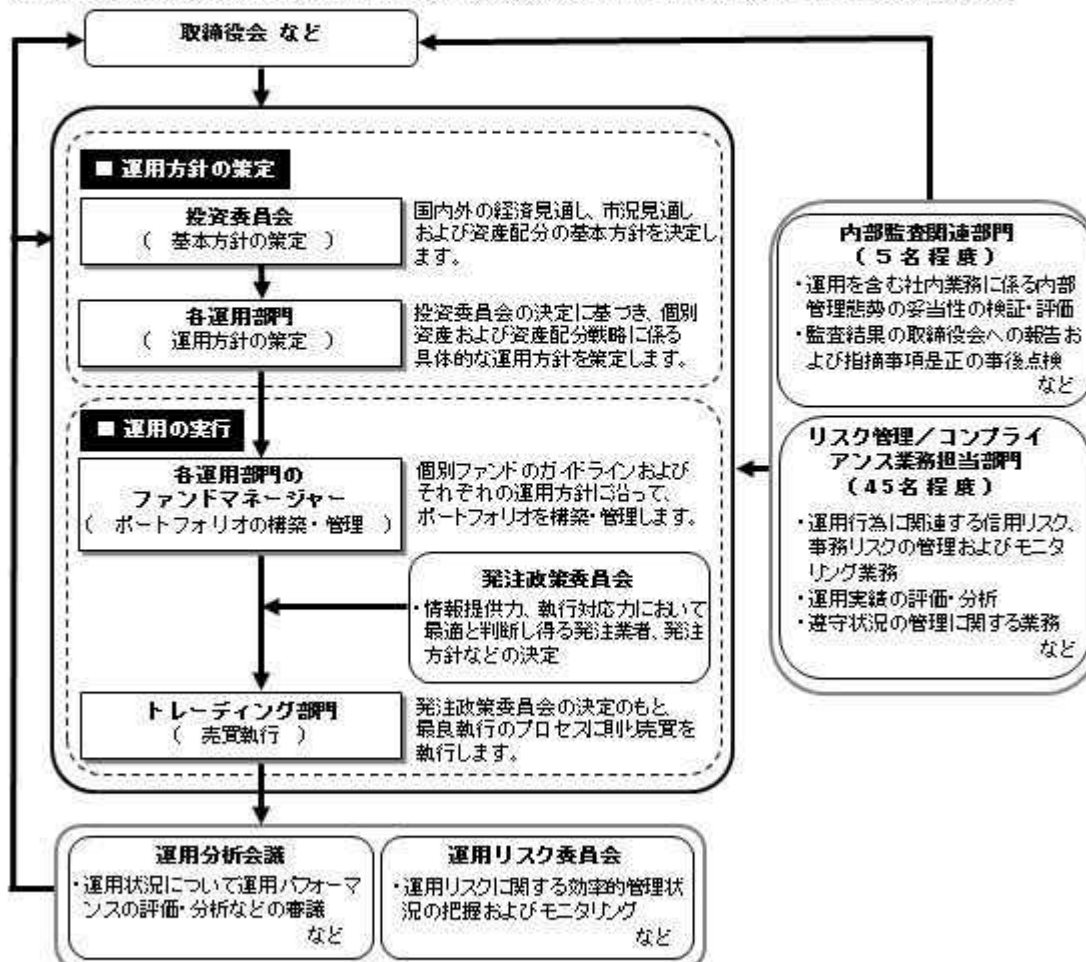 取締役会 など
■ 運用方針の策定
投資委員会
( 基本方針の策定 )
国内外の経済見通し、市況見通し
および資産配分の基本方針を決定し
ます。
各運用部門
( 運用方針の策定 )
投資委員会の決定に基づき、個別
資産および資産配分戦略に係る
具体的な運用方針を策定します。
■ 運用の実行
各運用部門の
ファンドマネージャー
( ポートフォリオの構築・管理 )
個別ファンドのガイドラインおよび
それぞれの運用方針に沿って、
ポートフォリオを構築・管理します。
発注政策委員会
・情報提供力、執行対応力において
最適と判断し得る発注業者、発注
方針などの決定
トレーディング部門
( 売買執行 )
発注政策委員会の決定のもと、
最良執行のプロセスに則り売買を
執行します。
運用分析会議
・運用状況について運用パフォーマ
ンスの評価・分析などの審議
など
運用リスク委員会
・運用リスクに関する効率的管理状
況の把握およびモニタリング
など
内部監査関連部門
(5名程度)
・運用を含む社内業務に係る内部
管理態勢の妥当性の検証・評価
・監査結果の取締役会への報告お
よび指摘事項是正の事後点検
など
リスク管理/コンプライ
アンス業務担当部門
(45名程度)
・運用行為に関連する信用リスク、
事務リスクの管理およびモニタ
リング業務
・運用実績の評価・分析
・遵守状況の管理に関する業務
など